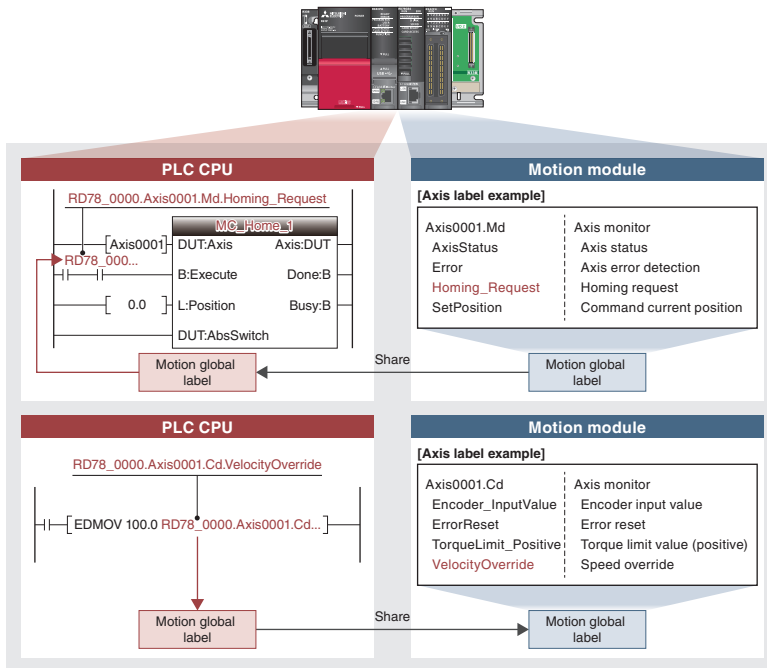 MITSUBISHI
PLC CPU
RD78_0000.Axis0001.Md.Homing_Request
MC_Home_1
Axis0001
DUT:Axis
Axis:DUT
RD78_000...
B:Execute
Done:B
0.0
L:Position
Busy:B
DUT:AbsSwitch
Motion global
label
Share
Motion module
[Axis label example]
Axis0001.Md
Axis monitor
AxisStatus
Axis status
Error
Axis error detection
Homing_Request
Homing request
SetPosition
Command current position
Motion global
label
PLC CPU
RD78_0000.Axis0001.Cd.VelocityOverride
EDMOV 100.0 RD78_0000.Axis0001.Cd...
Motion global
label
Share
Motion module
[Axis label example]
Axis0001.Cd
Axis monitor
Encoder_InputValue
Encoder input value
ErrorReset
Error reset
TorqueLimit_Positive
Torque limit value (positive)
VelocityOverride
Speed override
Motion global
label